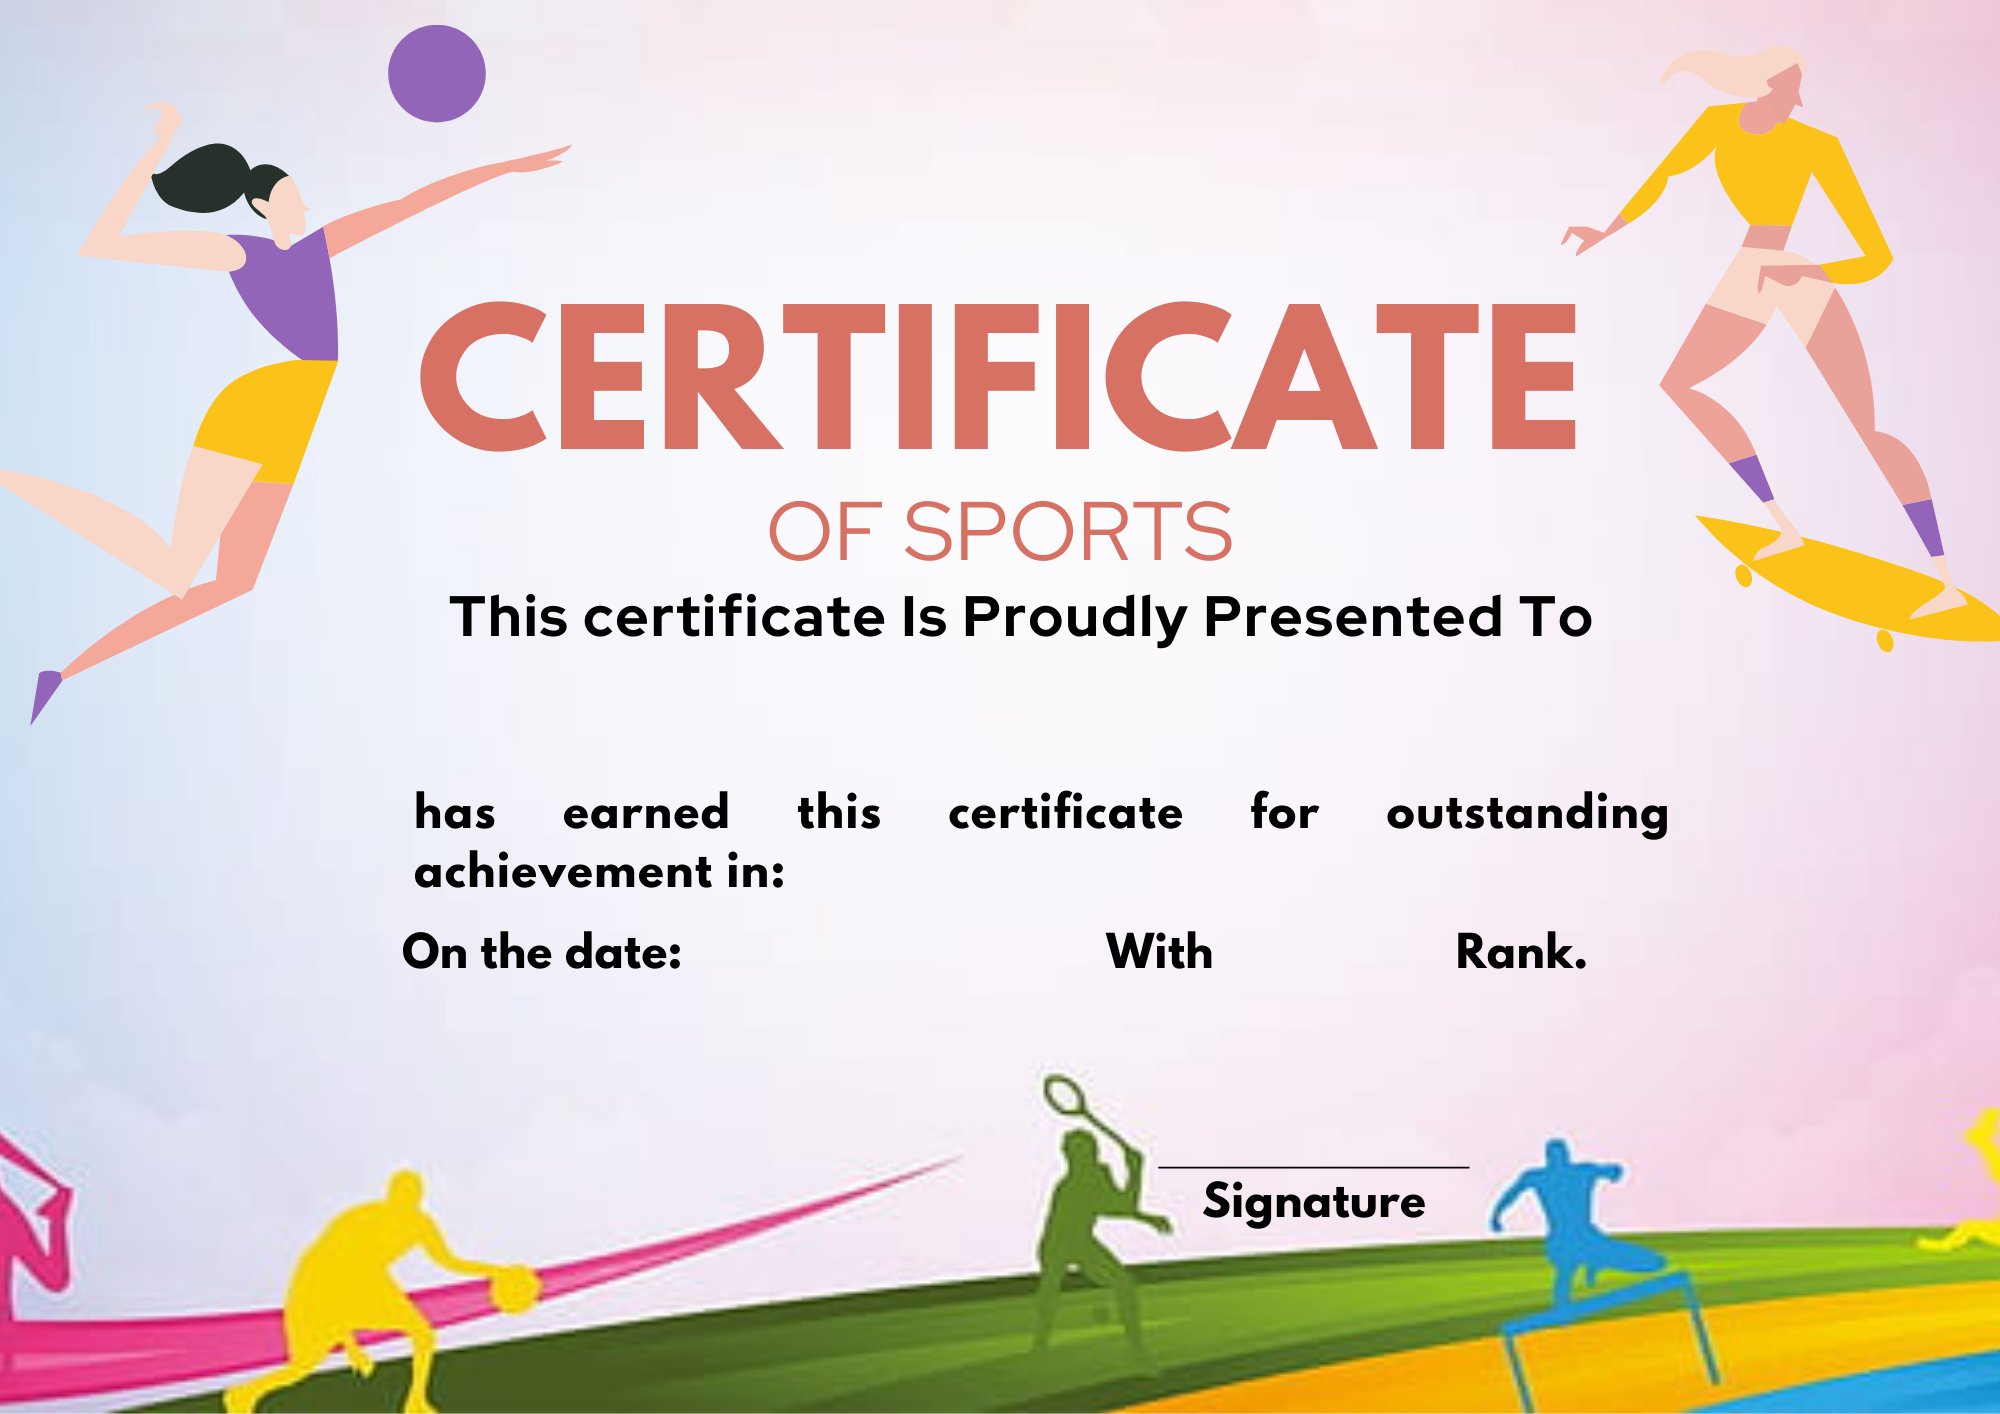 CERTIFICATE
OF SPORTS
This certificate Is Proudly Presented To
has earned this certificate for outstanding
achievement in:
On the date: With Rank.
Signature